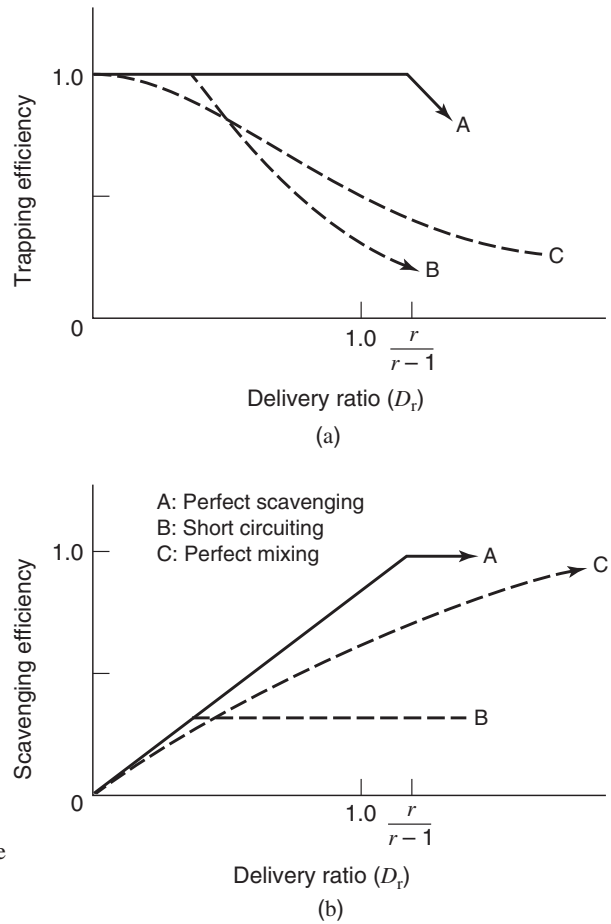 1.0
Trapping efficiency
A
B
C
0
1.0
r
r – 1
Delivery ratio (Dr)
(a)
A: Perfect scavenging
B: Short circuiting
C: Perfect mixing
1.0
Scavenging efficiency
A
C
B
0
1.0
r
r – 1
e
Delivery ratio (Dr)
(b)